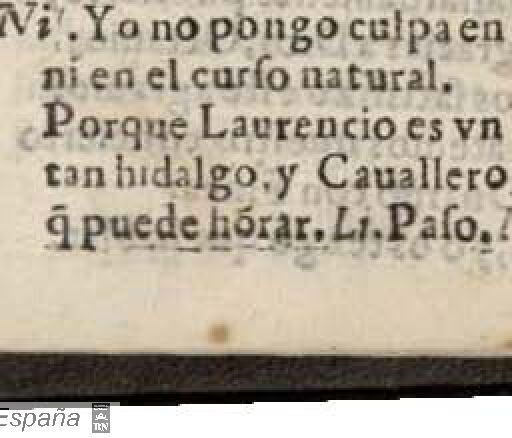 Ni. Yo no pongo culpa en
ni en el curſo natural.
Porque Laurencio es vn
tan hidalgo, y Cauallero,
q̃ puede hórar. Li. Paſo.
España